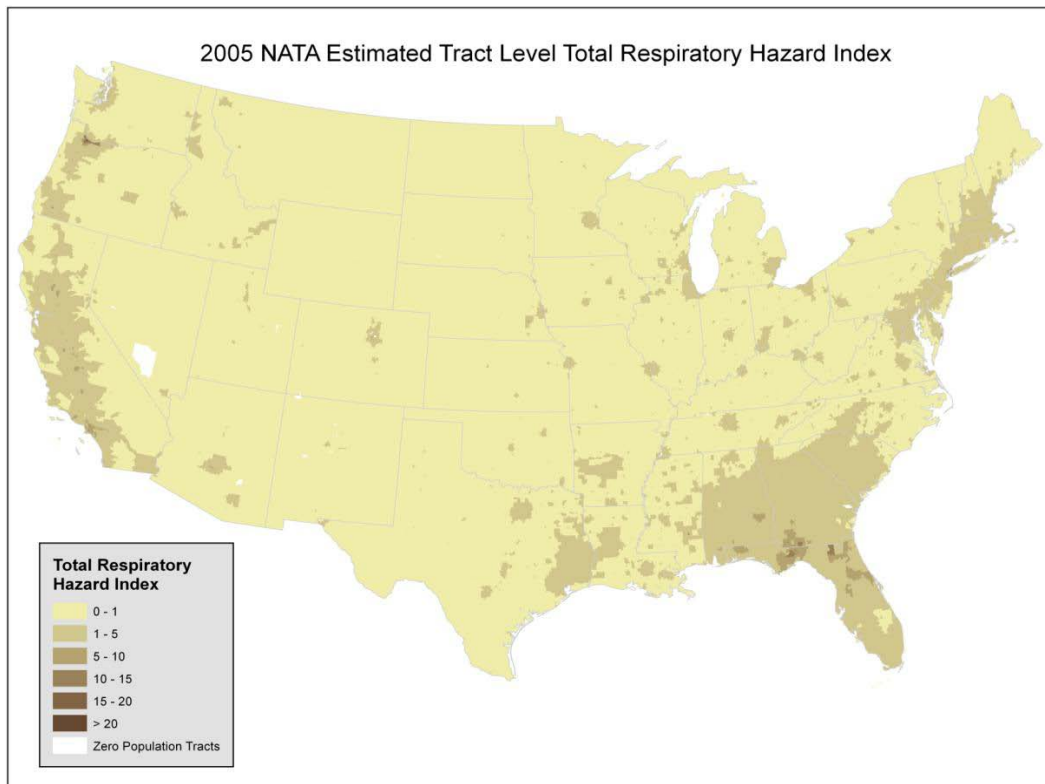 2005 NATA Estimated Tract Level Total Respiratory Hazard Index
Total Respiratory
Hazard Index
0 - 1
1 - 5
5 - 10
10 - 15
15 - 20
> 20
Zero Population Tracts